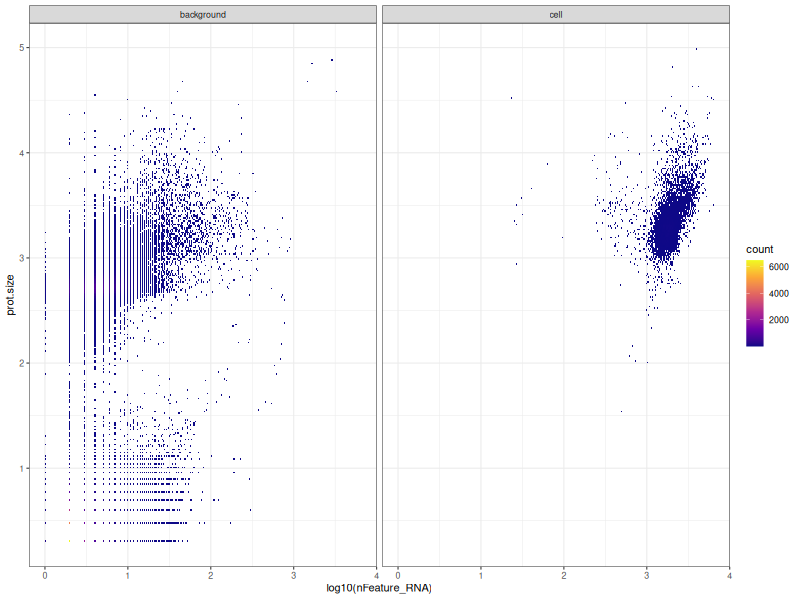 background
cell
5
4
3
2
1
prot.size
0 1 2 3 4
0 1 2 3 4
log10(nFeature_RNA)
count
6000
4000
2000